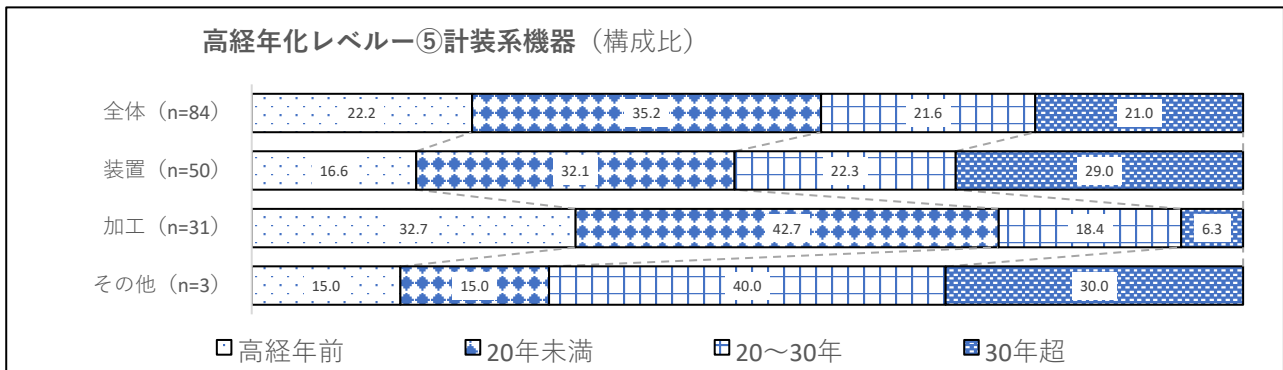 高経年化レベルー⑤計装系機器（構成比）
全体（n=84） 22.2 35.2 21.6 21.0
装置（n=50） 16.6 32.1 22.3 29.0
加工（n=31） 32.7 42.7 18.4 6.3
その他（n=3） 15.0 15.0 40.0 30.0
高経年前 20年未満 20～30年 30年超